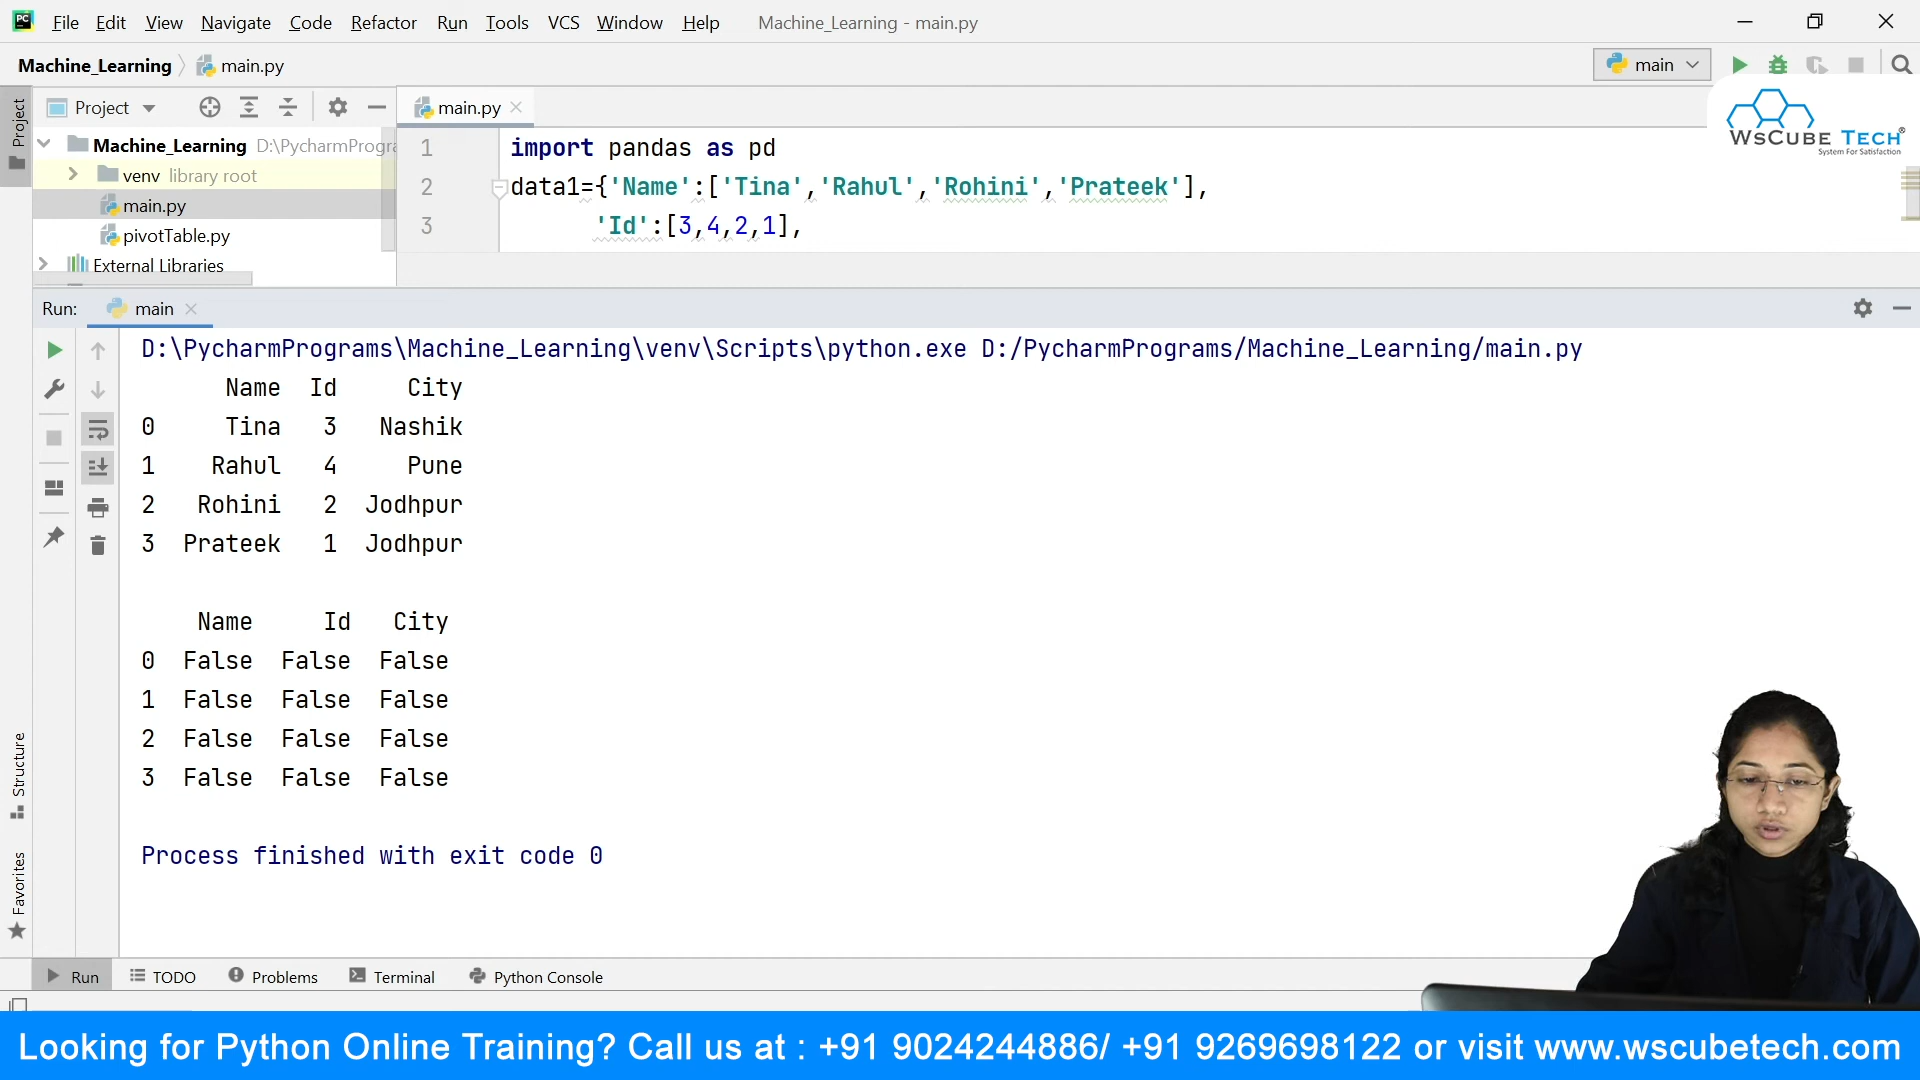 File Edit View Navigate Code Refactor Run Tools VCS Window Help Machine_Learning - main.py
Machine_Learning main.py main
Project main.py
WsCube Tech®
System For Satisfaction
Project
Machine_Learning D:\PycharmProgra
venv library root
main.py
pivotTable.py
External Libraries
1 import pandas as pd
2 data1={'Name':['Tina','Rahul','Rohini','Prateek'],
3 'Id':[3,4,2,1],
Run: main
D:\PycharmPrograms\Machine_Learning\venv\Scripts\python.exe D:/PycharmPrograms/Machine_Learning/main.py
Name Id City
0 Tina 3 Nashik
1 Rahul 4 Pune
2 Rohini 2 Jodhpur
3 Prateek 1 Jodhpur
Name Id City
0 False False False
1 False False False
2 False False False
3 False False False
Process finished with exit code 0
Structure
Favorites
Run TODO Problems Terminal Python Console
Looking for Python Online Training? Call us at : +91 9024244886/ +91 9269698122 or visit www.wscubetech.com